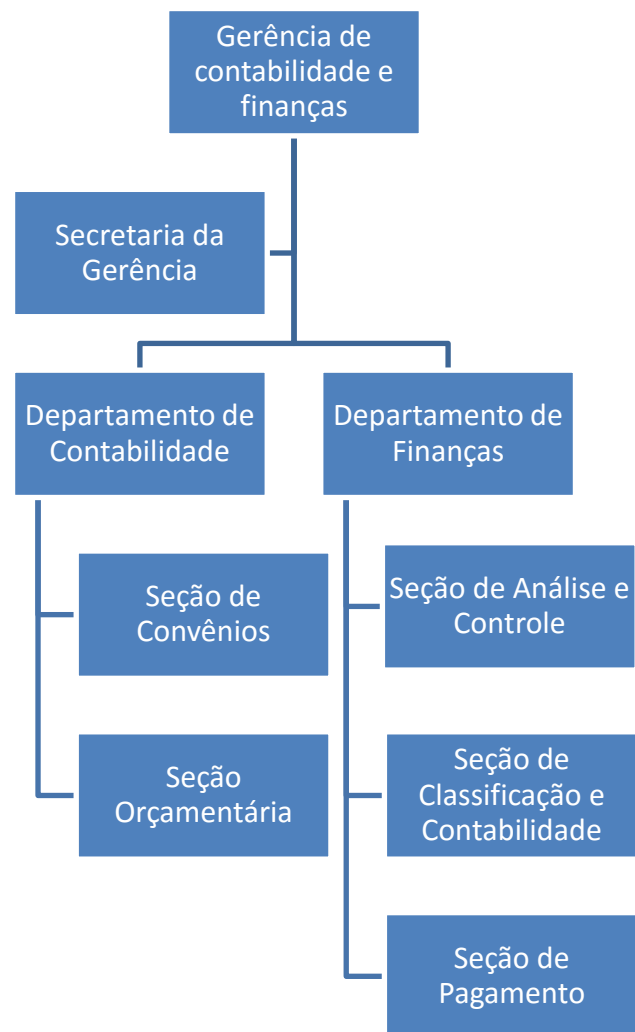 Gerência de
contabilidade e
finanças
Secretaria da
Gerência
Departamento de
Contabilidade
Departamento de
Finanças
Seção de
Convênios
Seção de Análise e
Controle
Seção
Orçamentária
Seção de
Classificação e
Contabilidade
Seção de
Pagamento